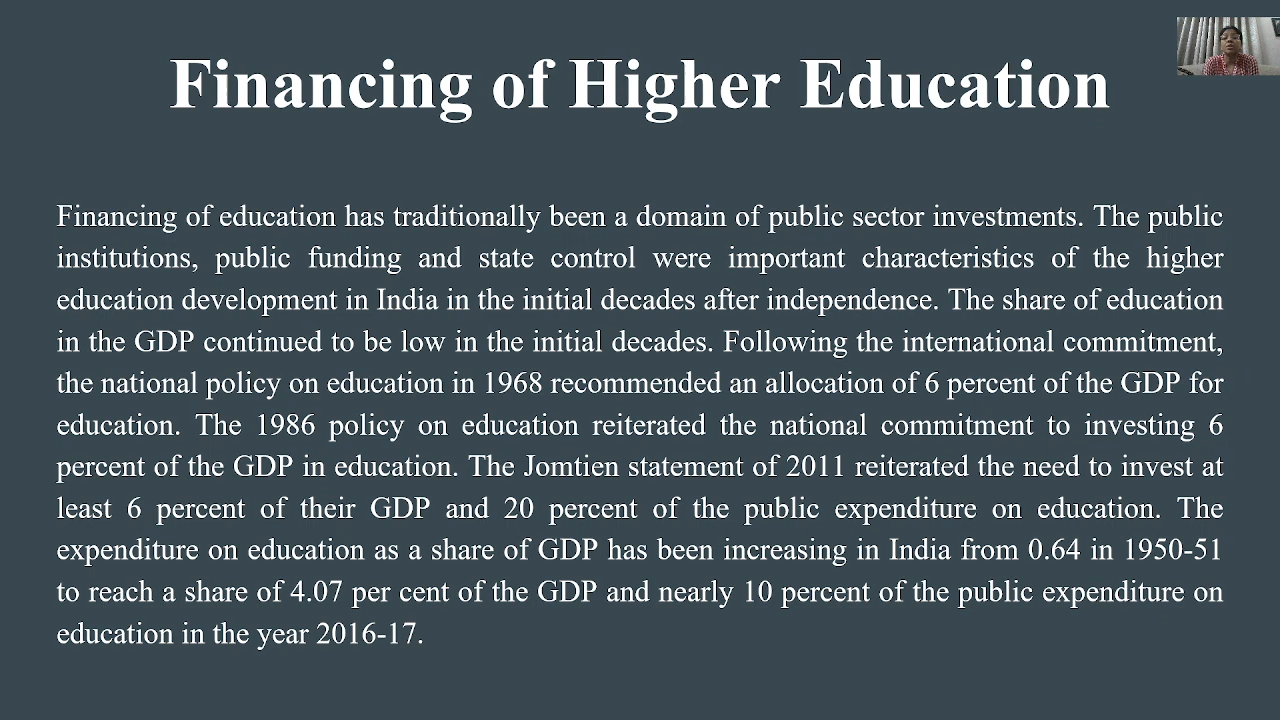 Financing of Higher Education
Financing of education has traditionally been a domain of public sector investments. The public
institutions, public funding and state control were important characteristics of the higher
education development in India in the initial decades after independence. The share of education
in the GDP continued to be low in the initial decades. Following the international commitment,
the national policy on education in 1968 recommended an allocation of 6 percent of the GDP for
education. The 1986 policy on education reiterated the national commitment to investing 6
percent of the GDP in education. The Jomtien statement of 2011 reiterated the need to invest at
least 6 percent of their GDP and 20 percent of the public expenditure on education. The
expenditure on education as a share of GDP has been increasing in India from 0.64 in 1950-51
to reach a share of 4.07 per cent of the GDP and nearly 10 percent of the public expenditure on
education in the year 2016-17.